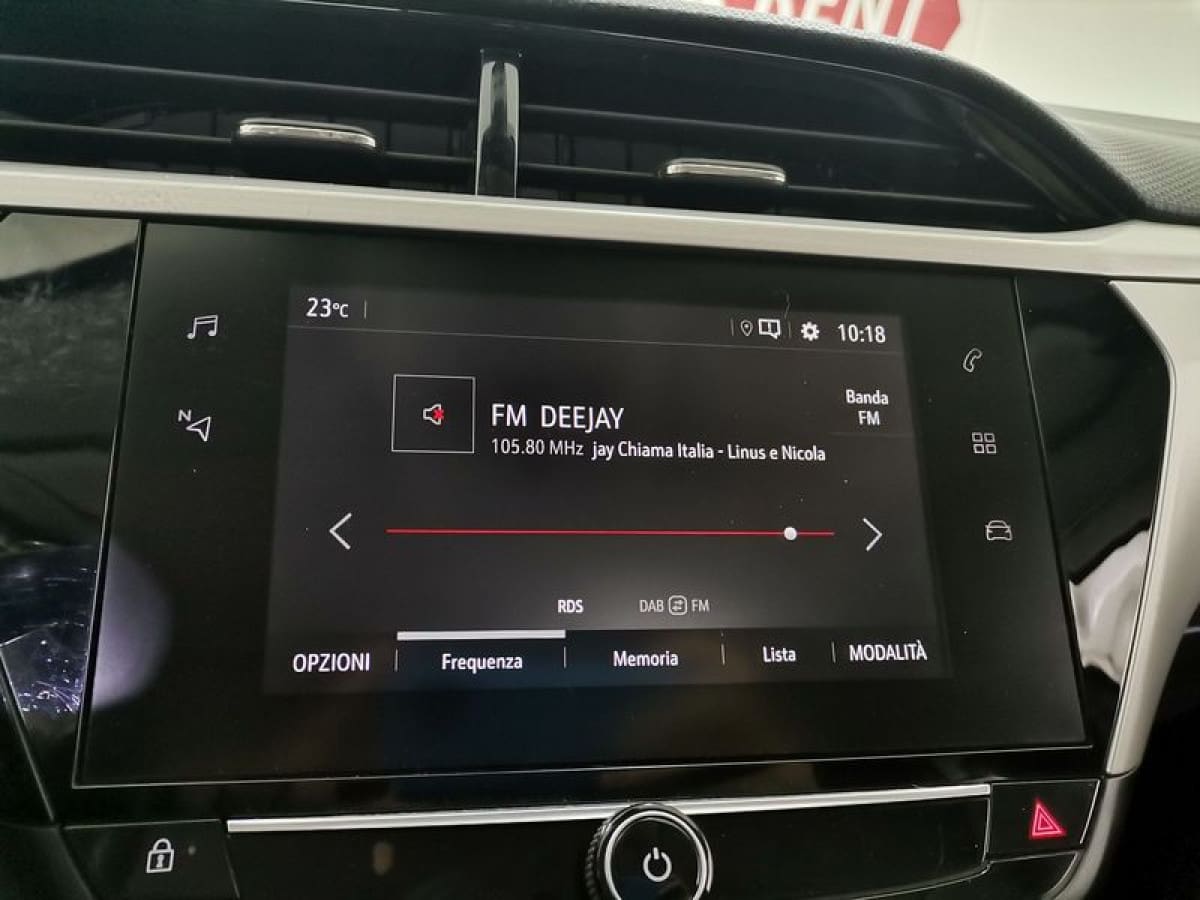 RENT
23°C
10:18
N
FM DEEJAY
105.80 MHz jay Chiama Italia - Linus e Nicola
Banda
FM
RDS
DAB FM
OPZIONI
Frequenza
Memoria
Lista
MODALITÀ